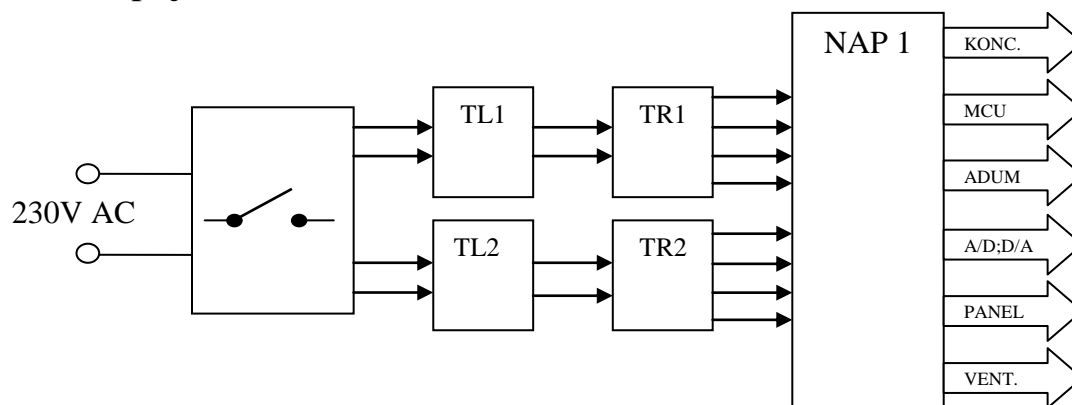 NAP 1
KONC.
TL1
TR1
MCU
ADUM
230V AC
TL2
TR2
A/D;D/A
PANEL
VENT.